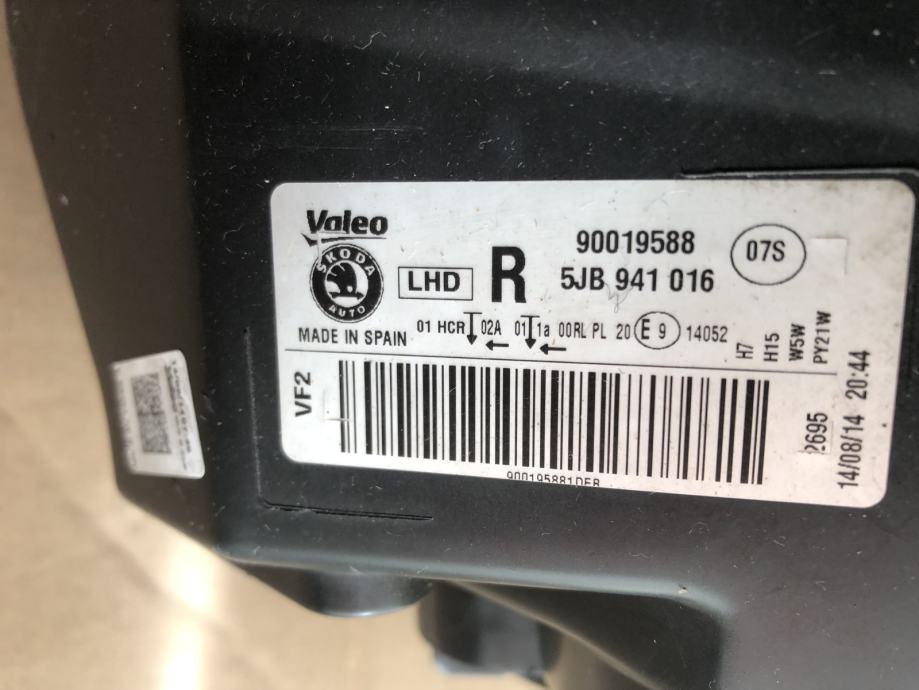 Valeo
ŠKODA
AUTO
LHD
R
90019588
5JB 941 016
07S
MADE IN SPAIN
01 HCR 02A 01 1a 00RL PL 20 E 9 14052
H7
H15
W5W
PY21W
VF2
2695
14/08/14 20:44